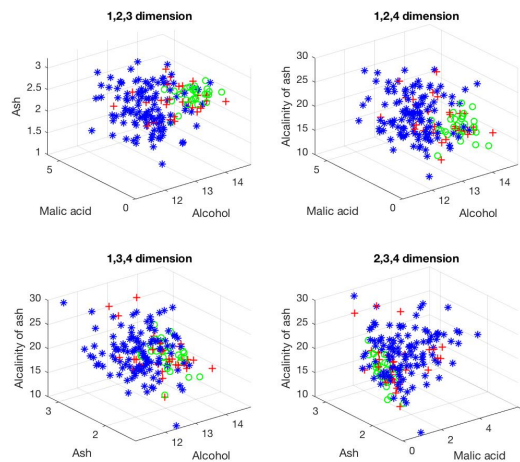 1,2,3 dimension
3
2.5
2
1.5
1
Ash
5
0
12
13
14
Malic acid
Alcohol
1,2,4 dimension
30
25
20
15
10
Alcalinity of ash
5
0
12
13
14
Malic acid
Alcohol
1,3,4 dimension
30
25
20
15
10
Alcalinity of ash
3
2
12
13
14
Ash
Alcohol
2,3,4 dimension
30
25
20
15
10
Alcalinity of ash
3
2
0
2
4
Ash
Malic acid